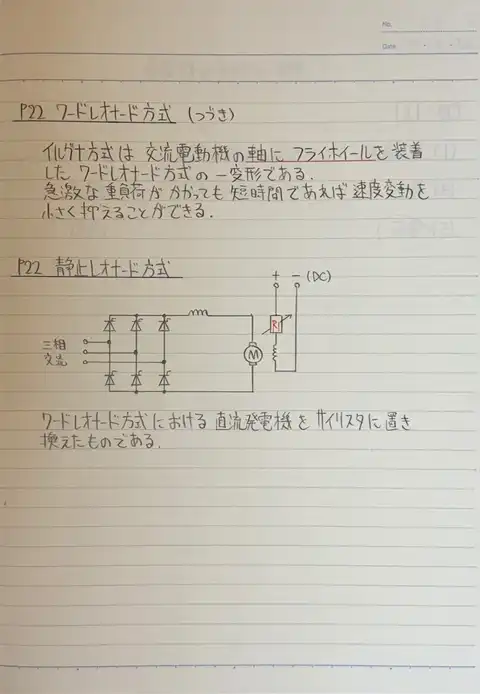 No.
Date
P22 ワードレオナード方式 (つづき)
イルグナ方式は 交流電動機の軸に フライホイールを 装着
した ワードレオナード方式の 一変形である.
急激な 重負荷が かかっても 短時間であれば 速度変動を
小さく 抑えることができる.
P22 静止レオナード方式
+ - (DC)
Rf
三相
交流
M
ワードレオナード方式における 直流発電機を サイリスタに 置き
換えたものである.